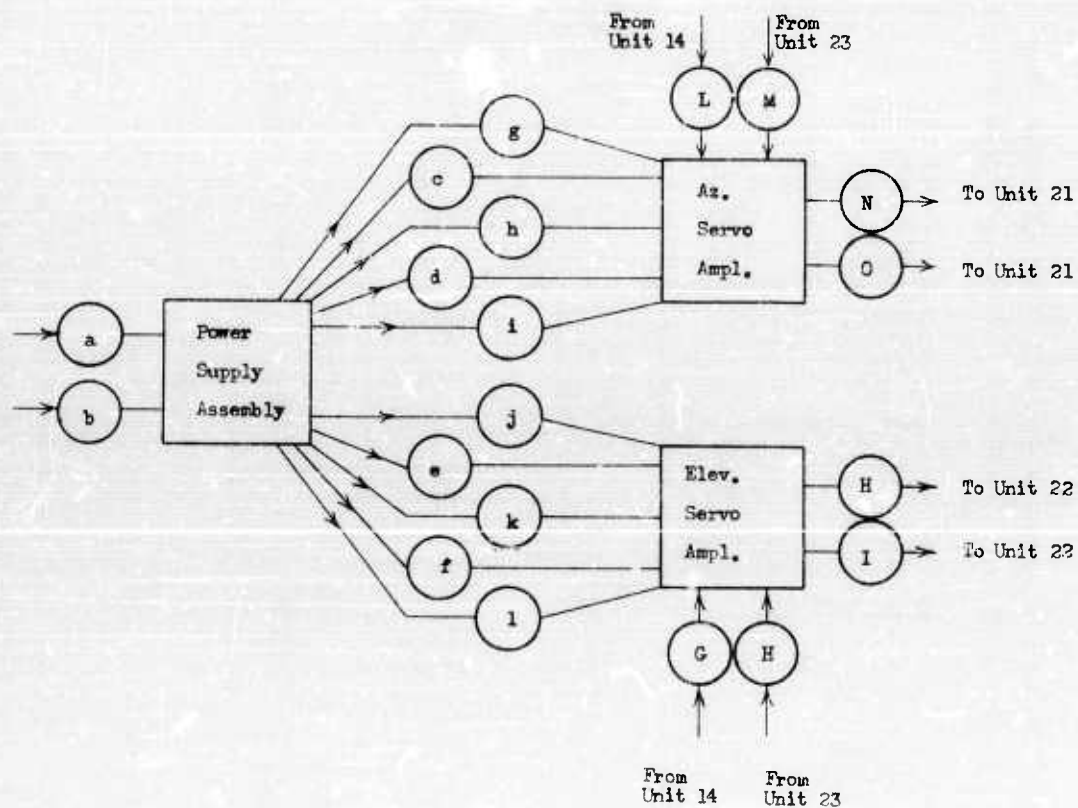 From
Unit 14
From
Unit 23
L
M
g
c
h
d
i
Az.
Servo
Ampl.
N
To Unit 21
O
To Unit 21
a
b
Power
Supply
Assembly
j
e
k
f
l
Elev.
Servo
Ampl.
H
To Unit 22
I
To Unit 22
G
H
From
Unit 14
From
Unit 23